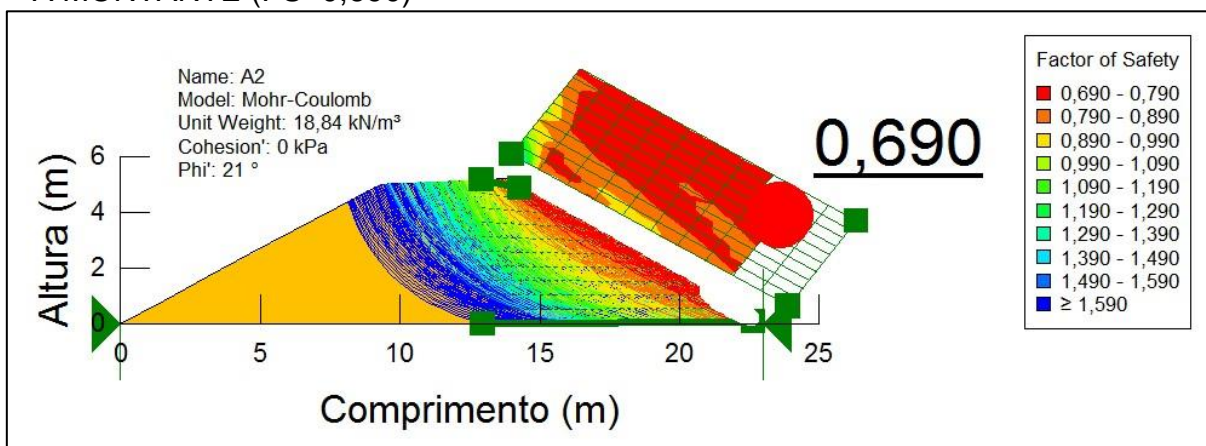 Name: A2
Model: Mohr-Coulomb
Unit Weight: 18,84 kN/m³
Cohesion': 0 kPa
Phi': 21 °
0,690
Factor of Safety
0,690 - 0,790
0,790 - 0,890
0,890 - 0,990
0,990 - 1,090
1,090 - 1,190
1,190 - 1,290
1,290 - 1,390
1,390 - 1,490
1,490 - 1,590
≥ 1,590
Altura (m)
6
4
2
0
0 5 10 15 20 25
Comprimento (m)